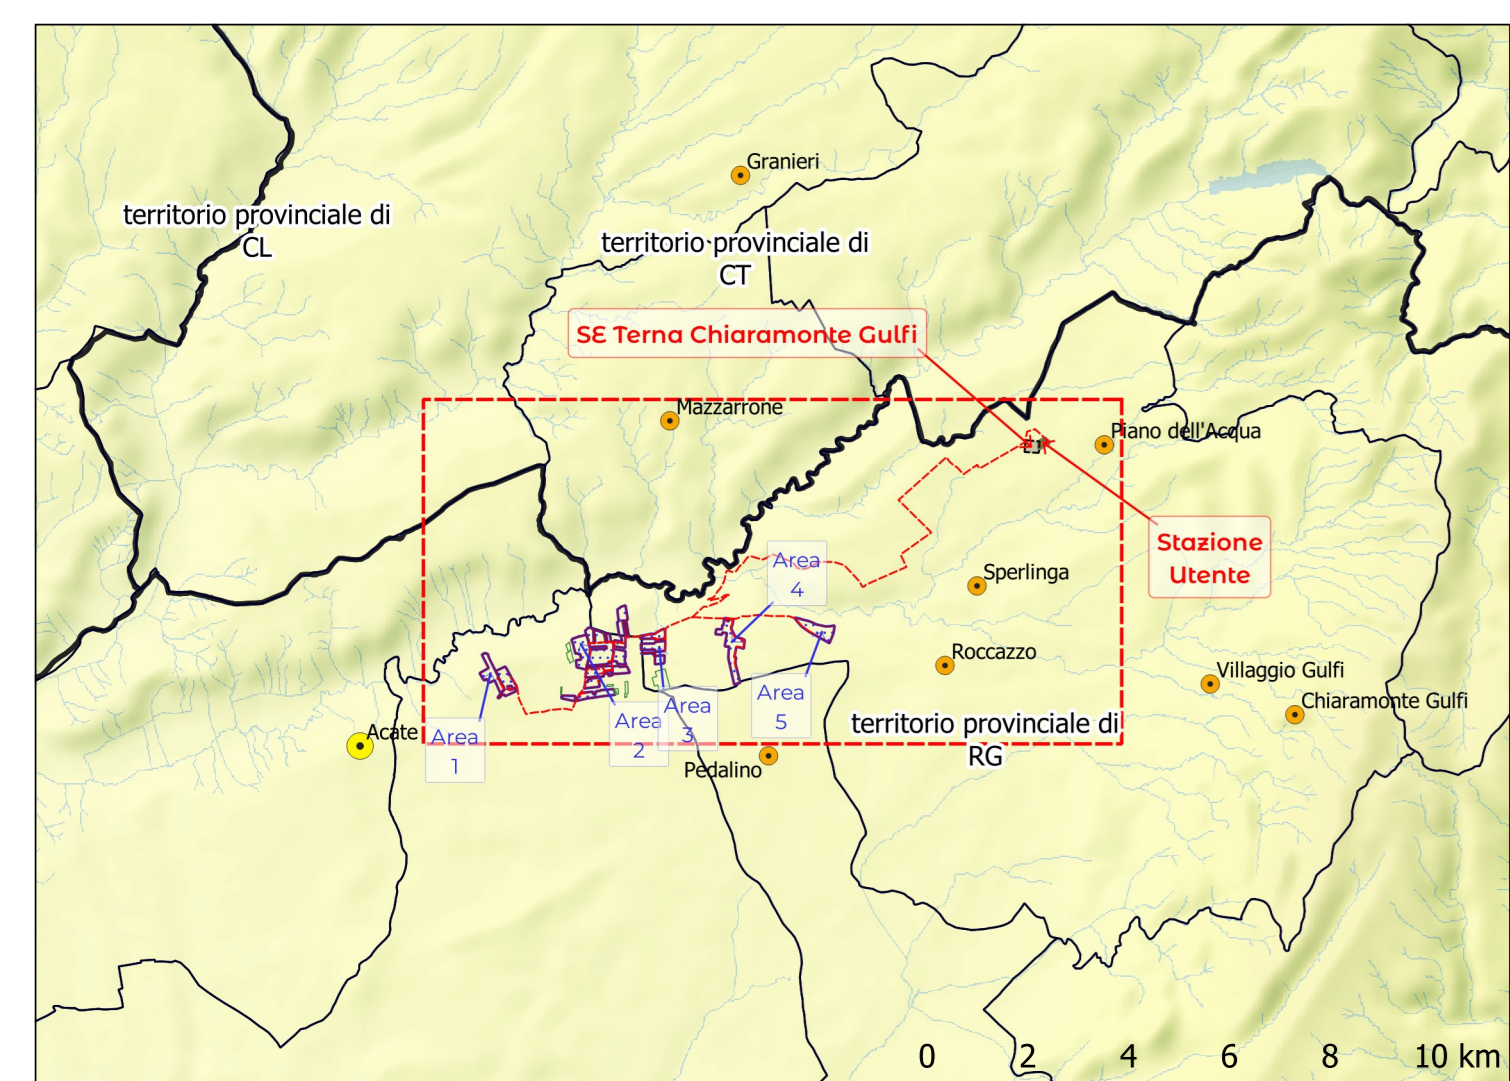 Granieri
territorio provinciale di
CL
territorio provinciale di
CT
SE Terna Chiaramonte Gulfi
Mazzarrone
Piano dell'Acqua
Stazione
Utente
Area
4
Sperlinga
Roccazzo
Villaggio Gulfi
Chiaramonte Gulfi
Area
5
Area
3
Area
2
Area
1
Acate
territorio provinciale di
RG
Pedalino
0 2 4 6 8 10 km